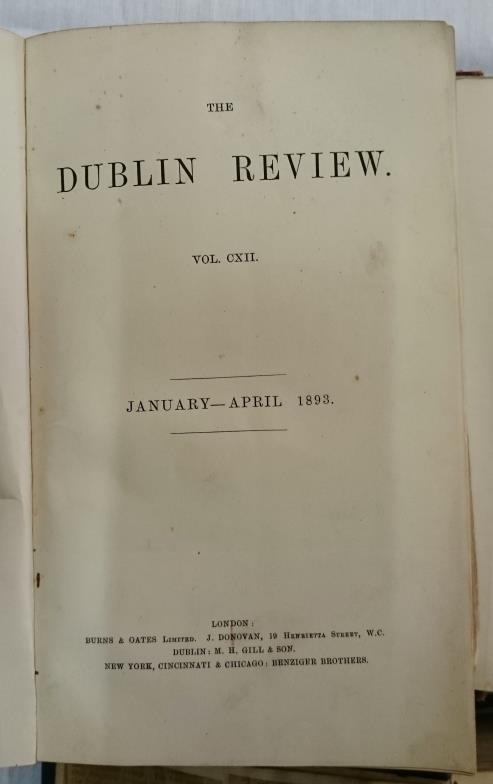 THE
DUBLIN REVIEW.
VOL. CXII.
JANUARY—APRIL 1893.
LONDON:
BURNS & OATES LIMITED. J. DONOVAN, 19 HENRIETTA STREET, W.C.
DUBLIN: M. H. GILL & SON.
NEW YORK, CINCINNATI & CHICAGO: BENZIGER BROTHERS.